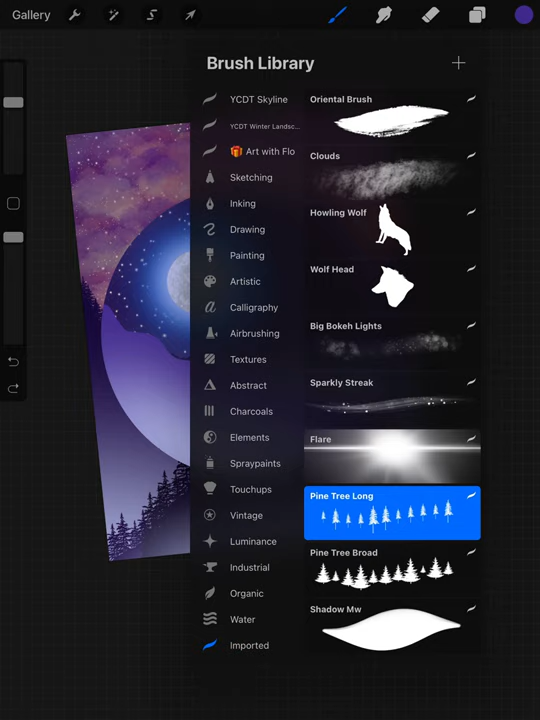 Gallery
Brush Library
YCDT Skyline
YCDT Winter Landsc...
Art with Flo
Sketching
Inking
Drawing
Painting
Artistic
Calligraphy
Airbrushing
Textures
Abstract
Charcoals
Elements
Spraypaints
Touchups
Vintage
Luminance
Industrial
Organic
Water
Imported
Oriental Brush
Clouds
Howling Wolf
Wolf Head
Big Bokeh Lights
Sparkly Streak
Flare
Pine Tree Long
Pine Tree Broad
Shadow Mw